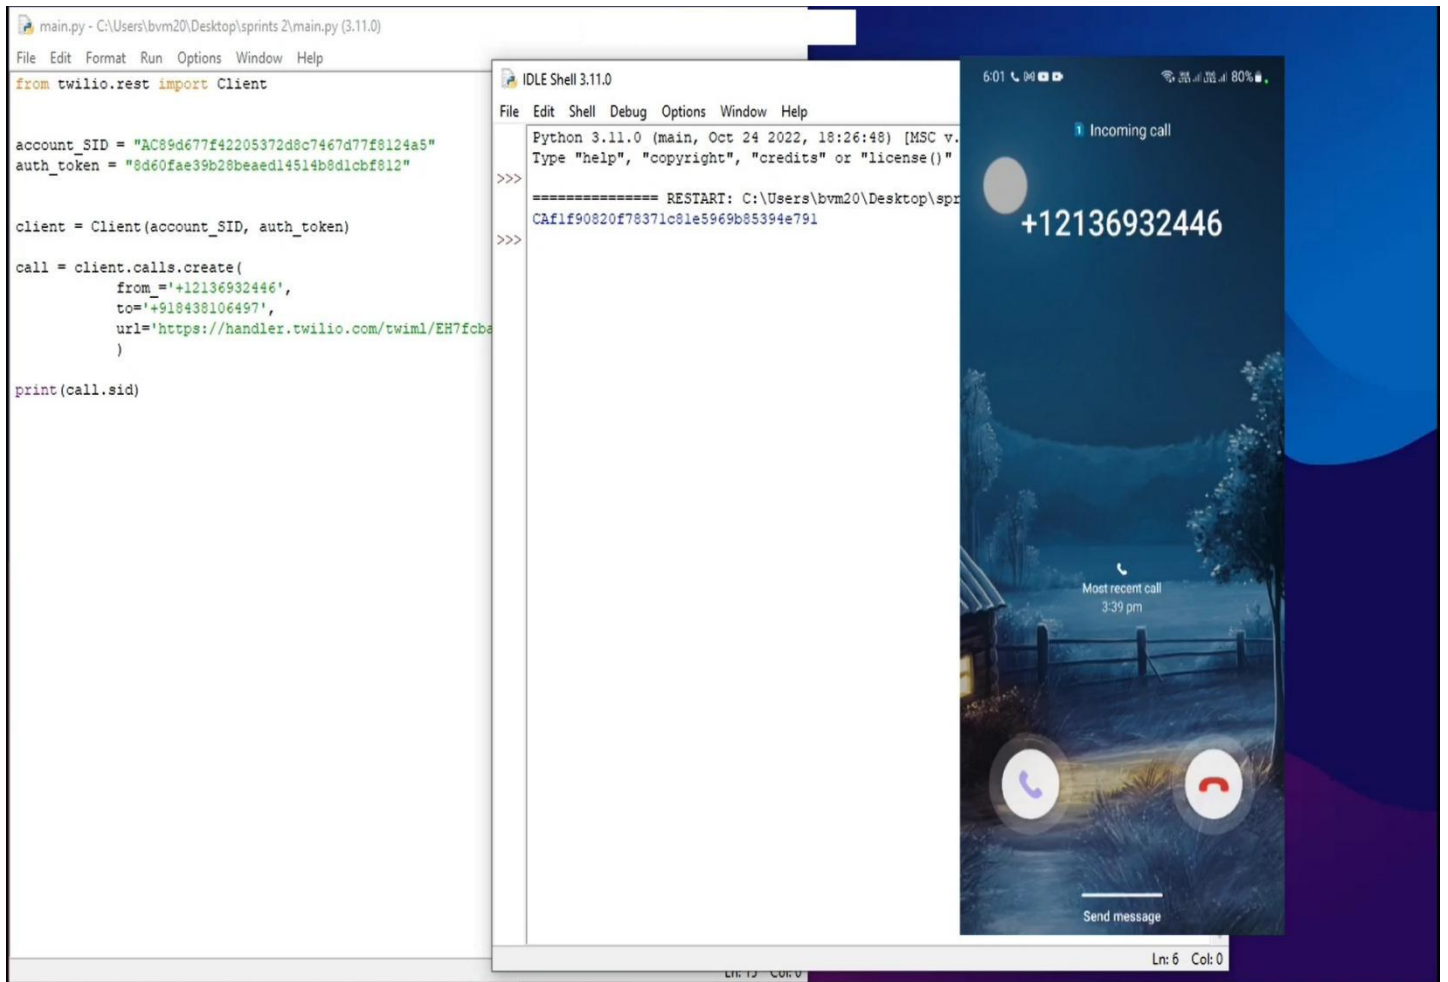 main.py - C:\Users\bvm20\Desktop\sprints 2\main.py (3.11.0)
File Edit Format Run Options Window Help
from twilio.rest import Client
account_SID = "AC89d677f42205372d8c7467d77f8124a5"
auth_token = "8d60fae39b28beaed14514b8d1cbf812"
client = Client(account_SID, auth_token)
call = client.calls.create(
from_='+12136932446',
to='+918438106497',
url='https://handler.twilio.com/twiml/EH7fcba
)
print(call.sid)
IDLE Shell 3.11.0
File Edit Shell Debug Options Window Help
Python 3.11.0 (main, Oct 24 2022, 18:26:48) [MSC v.
Type "help", "copyright", "credits" or "license()"
>>>
=============== RESTART: C:\Users\bvm20\Desktop\spr
CAf1f90820f78371c81e5969b85394e791
>>>
Ln: 6 Col: 0
6:01 80%
1 Incoming call
+12136932446
Most recent call
3:39 pm
Send message